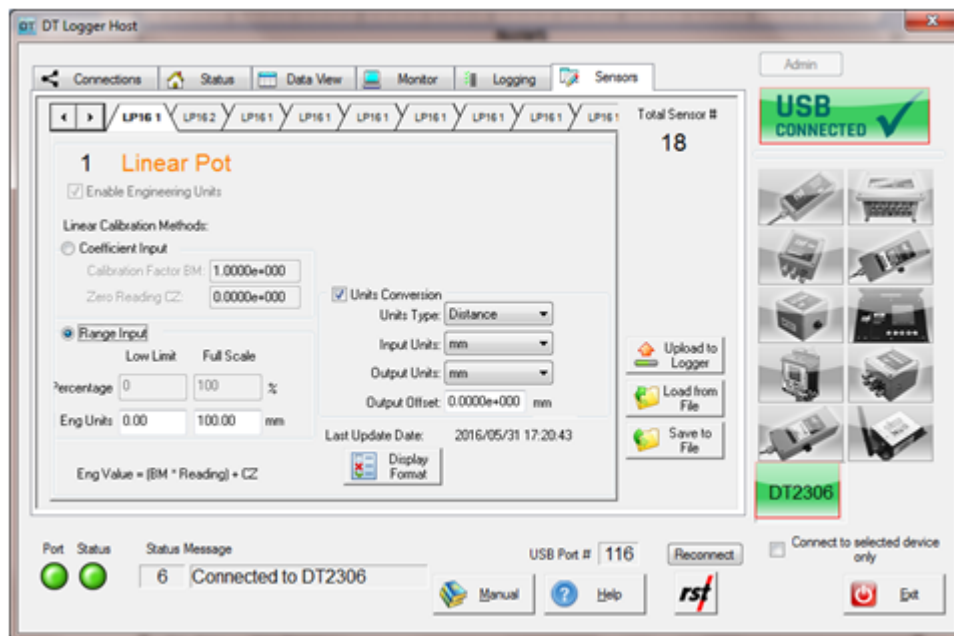 DT DT Logger Host
Connections Status Data View Monitor Logging Sensors
Admin
USB
CONNECTED
LP16 1 LP16 2 LP16 1 LP16 1 LP16 1 LP16 1 LP16 1 LP16 1 LP16 1
Total Sensor #
18
1 Linear Pot
Enable Engineering Units
Linear Calibration Methods:
Coefficient Input
Calibration Factor BM: 1.0000e+000
Zero Reading CZ: 0.0000e+000
Range Input
Low Limit Full Scale
Percentage 0 100 %
Eng Units 0.00 100.00 mm
Eng Value = (BM * Reading) + CZ
Units Conversion
Units Type: Distance
Input Units: mm
Output Units: mm
Output Offset: 0.0000e+000 mm
Last Update Date: 2016/05/31 17:20:43
Display
Format
Upload to
Logger
Load from
File
Save to
File
DT2306
Connect to selected device
only
Port Status Status Message
6 Connected to DT2306
USB Port # 116 Reconnect
Manual Help rst Exit